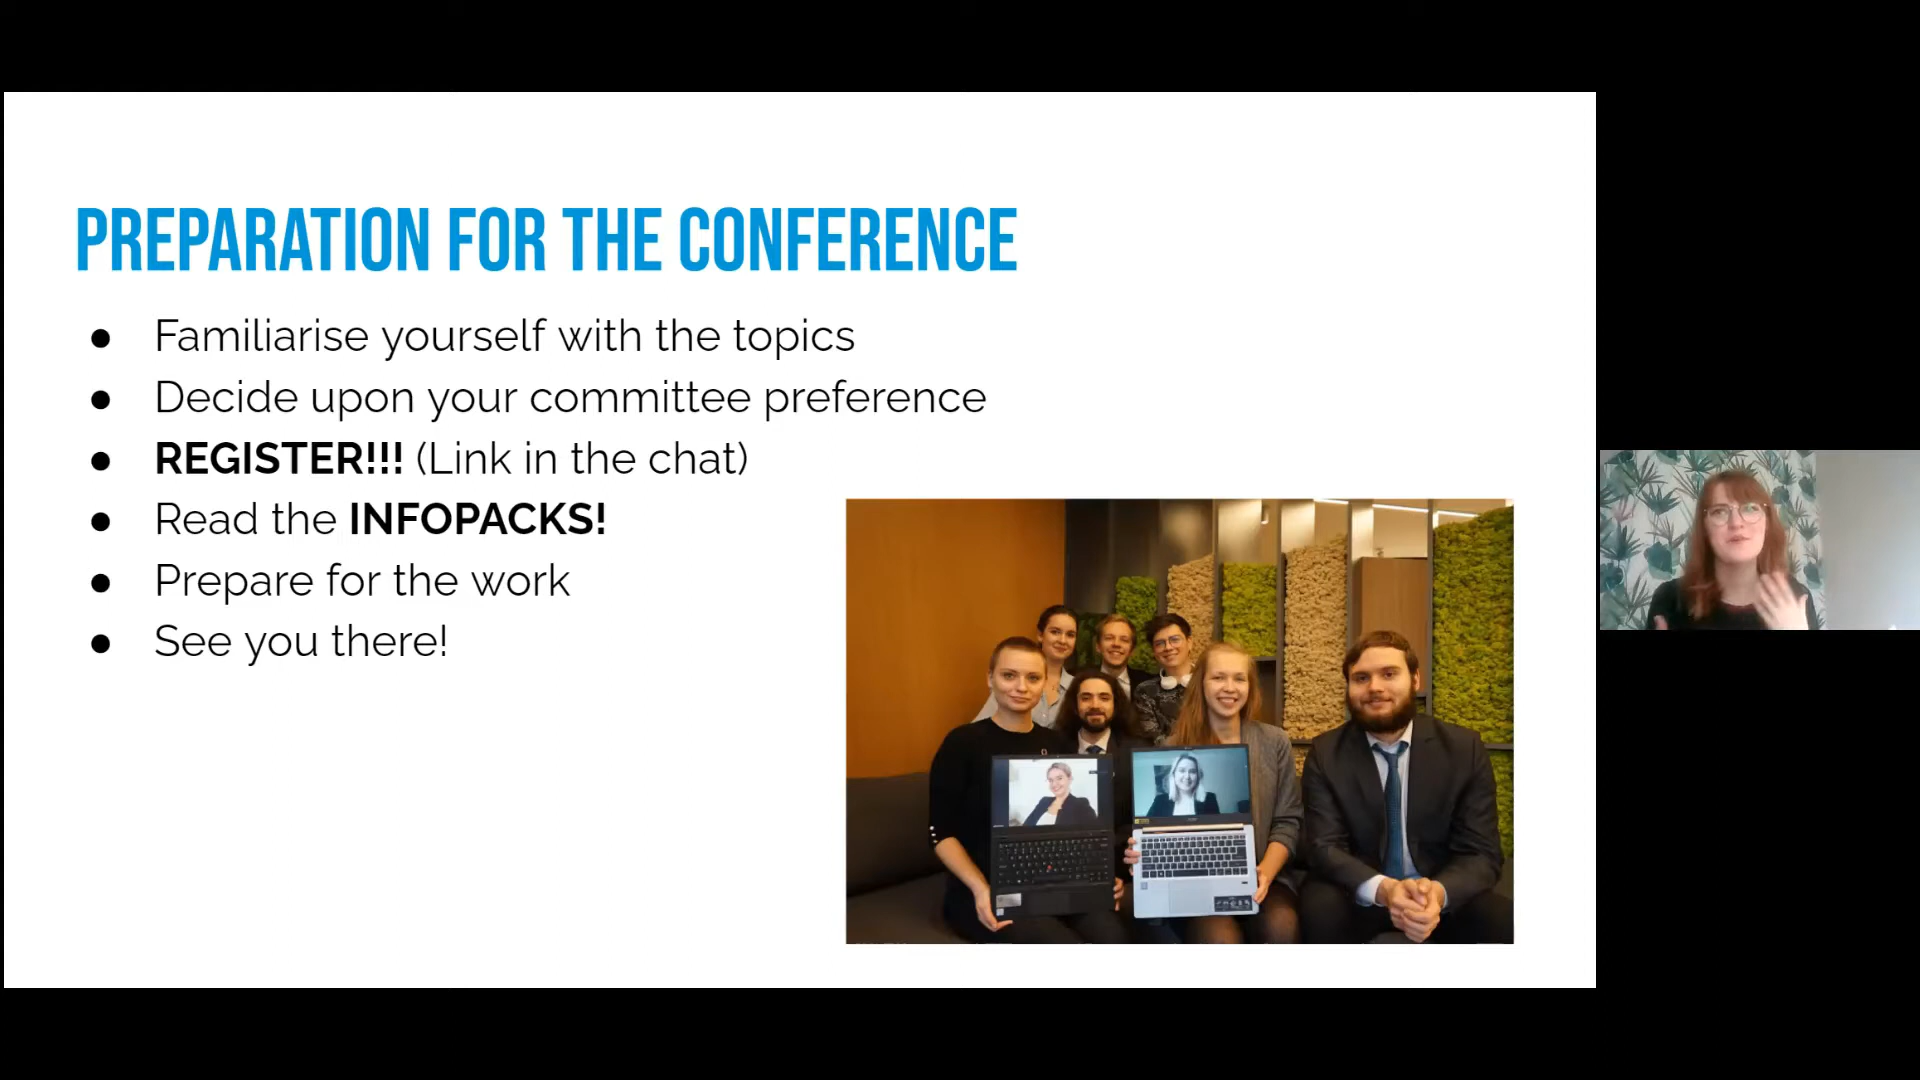 PREPARATION FOR THE CONFERENCE
● Familiarise yourself with the topics
● Decide upon your committee preference
● REGISTER!!! (Link in the chat)
● Read the INFOPACKS!
● Prepare for the work
● See you there!